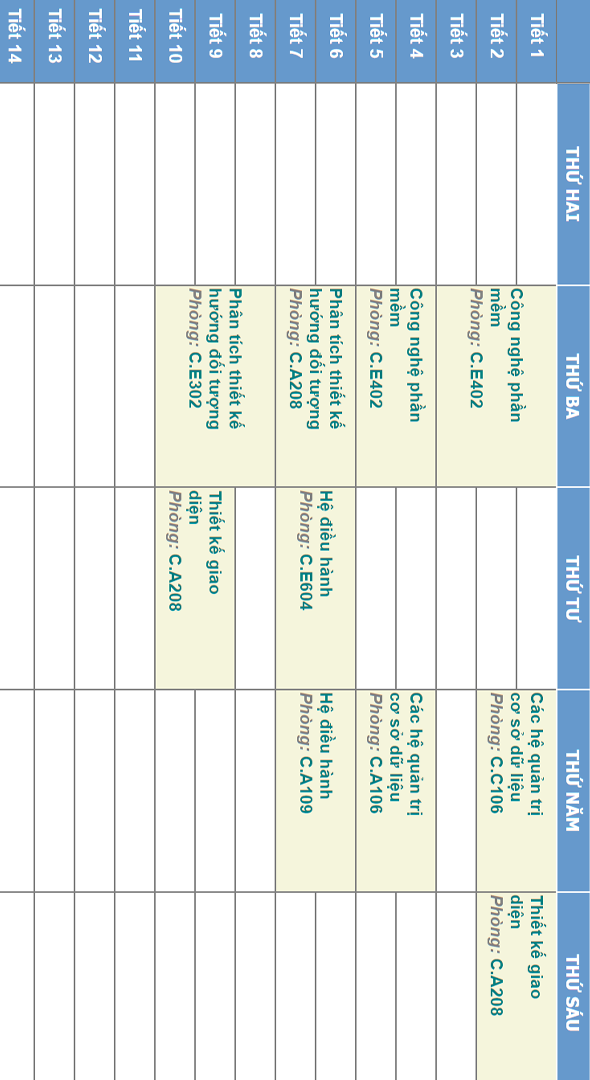 THỨ HAI
THỨ BA
THỨ TƯ
THỨ NĂM
THỨ SÁU
Tiết 1
Công nghệ phần
mềm
Phòng: C.E402
Các hệ quản trị
cơ sở dữ liệu
Phòng: C.C106
Thiết kế giao
diện
Phòng: C.A208
Tiết 2
Tiết 3
Tiết 4
Công nghệ phần
mềm
Phòng: C.E402
Các hệ quản trị
cơ sở dữ liệu
Phòng: C.A106
Tiết 5
Tiết 6
Phân tích thiết kế
hướng đối tượng
Phòng: C.A208
Hệ điều hành
Phòng: C.E604
Hệ điều hành
Phòng: C.A109
Tiết 7
Tiết 8
Phân tích thiết kế
hướng đối tượng
Phòng: C.E302
Tiết 9
Thiết kế giao
diện
Phòng: C.A208
Tiết 10
Tiết 11
Tiết 12
Tiết 13
Tiết 14